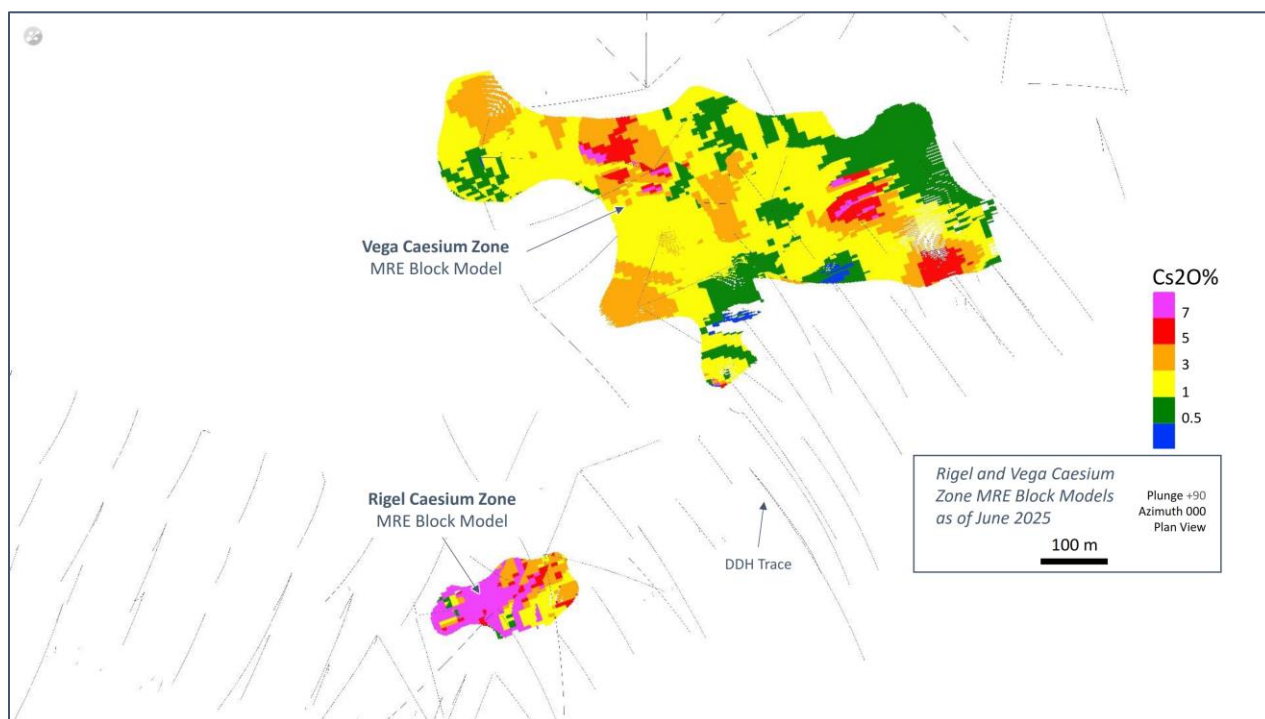 Vega Caesium Zone
MRE Block Model
Cs2O%
7
5
3
1
0.5
Rigel and Vega Caesium
Zone MRE Block Models
as of June 2025
Plunge +90
Azimuth 000
Plan View
100 m
Rigel Caesium Zone
MRE Block Model
DDH Trace